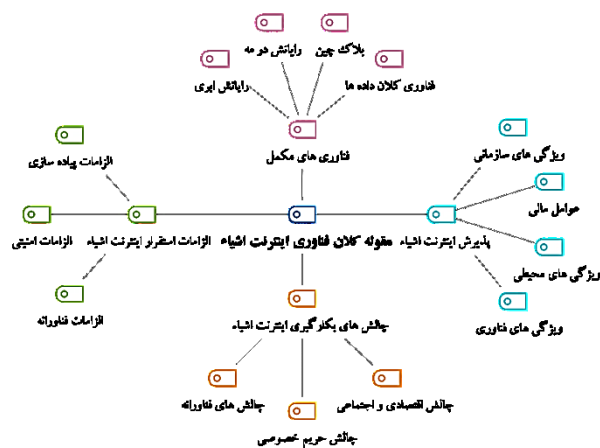 رایانش دو مه
بلاک چین
رایانش ابری
فناوری کلان داده ها
فناوری های مکمل
ویژگی های سازمانی
الزامات پیاده سازی
عوامل مالی
پذیرش اینترنت اشیاء
مقوله کلان فناوری اینترنت اشیاء
الزامات استقرار اینترنت اشیاء
الزامات امنیتی
ویژگی های محیطی
ویژگی های فناوری
الزامات فناورانه
چالش های بکارگیری اینترنت اشیاء
چالش اقتصادی و اجتماعی
چالش های فناورانه
چالش حریم خصوصی